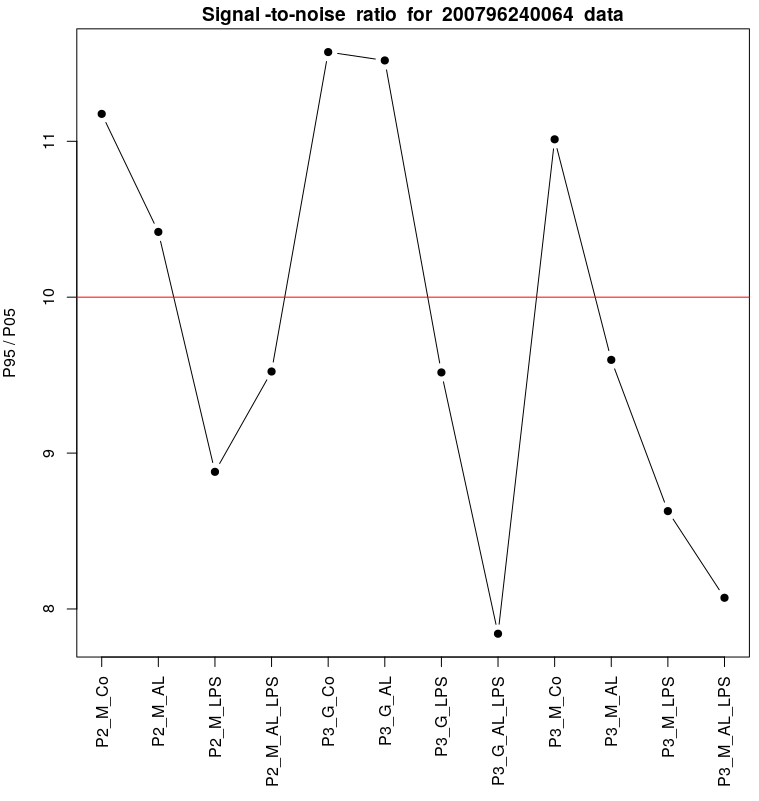 Signal -to-noise ratio for 200796240064 data
P95 / P05
11
10
9
8
P2_M_Co
P2_M_AL
P2_M_LPS
P2_M_AL_LPS
P3_G_Co
P3_G_AL
P3_G_LPS
P3_G_AL_LPS
P3_M_Co
P3_M_AL
P3_M_LPS
P3_M_AL_LPS